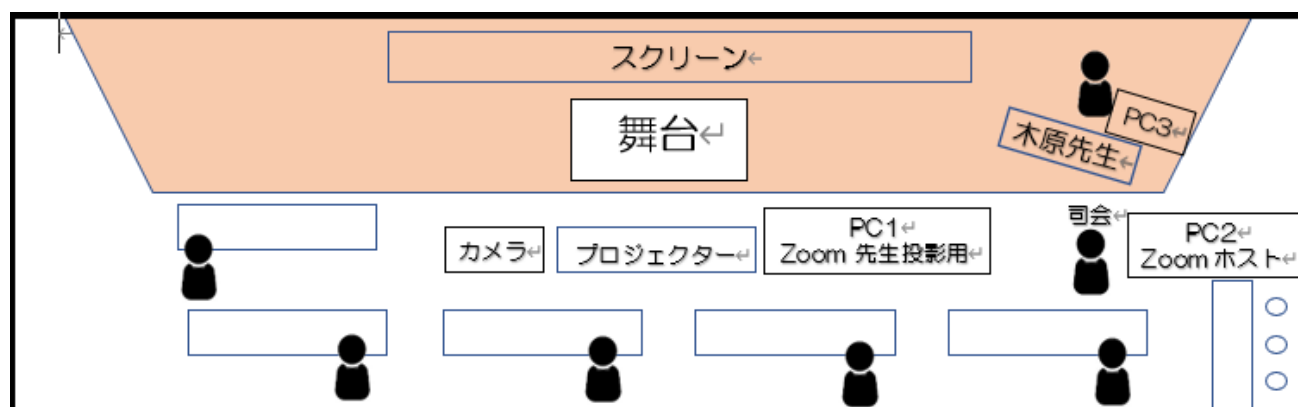 スクリーン
舞台
PC3
木原先生
司会
カメラ
プロジェクター
PC1
Zoom 先生投影用
PC2
Zoom ホスト